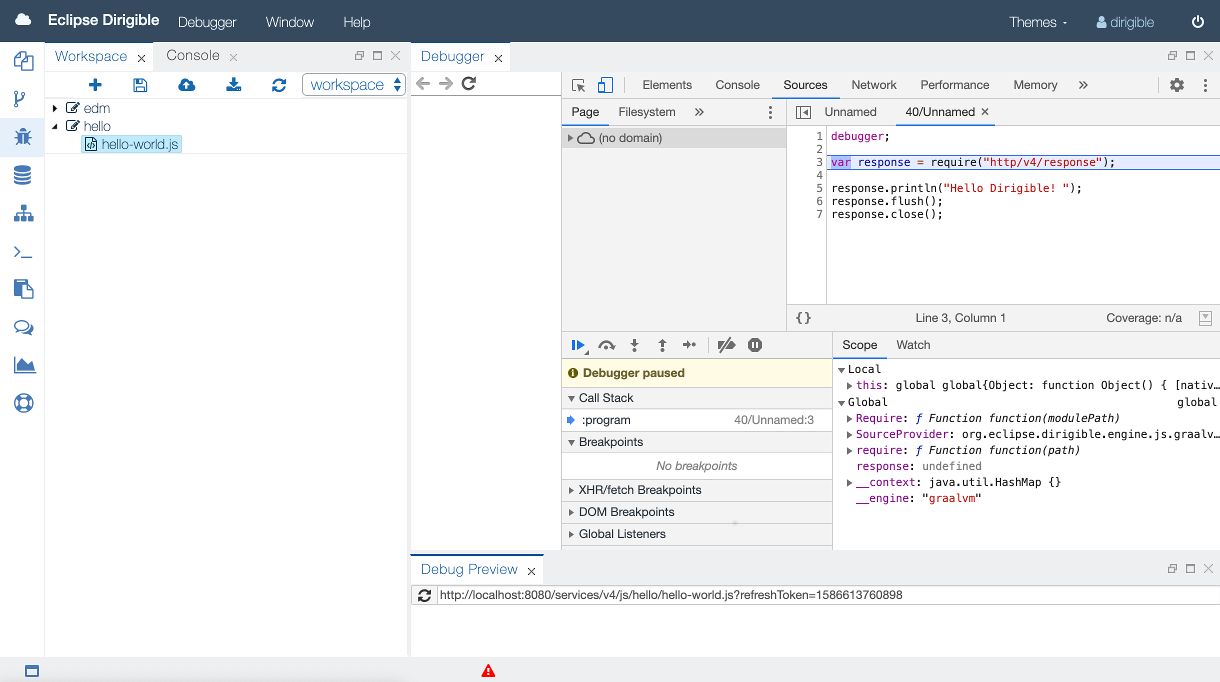 Eclipse Dirigible Debugger Window Help Themes dirigible
Workspace Console
workspace
edm
hello
hello-world.js
Debugger
Elements Console Sources Network Performance Memory »
Page Filesystem »
(no domain)
Unnamed 40/Unnamed
1 debugger;
2
3 var response = require("http/v4/response");
4
5 response.println("Hello Dirigible! ");
6 response.flush();
7 response.close();
{} Line 3, Column 1 Coverage: n/a
Debugger paused
Call Stack
:program 40/Unnamed:3
Breakpoints
No breakpoints
XHR/fetch Breakpoints
DOM Breakpoints
Global Listeners
Scope Watch
Local
this: global global{Object: function Object() { [nativ…
Global global
Require: ƒ Function function(modulePath)
SourceProvider: org.eclipse.dirigible.engine.js.graalv…
require: ƒ Function function(path)
response: undefined
__context: java.util.HashMap {}
__engine: "graalvm"
Debug Preview
http://localhost:8080/services/v4/js/hello/hello-world.js?refreshToken=1586613760898